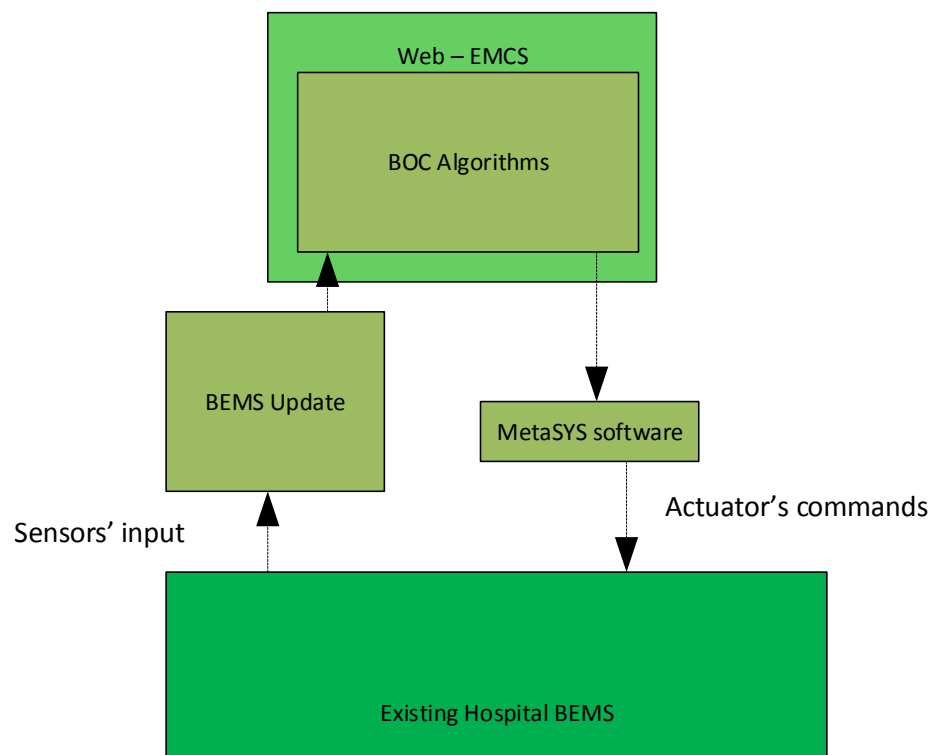 Web – EMCS
BOC Algorithms
BEMS Update
MetaSYS software
Sensors’ input
Actuator’s commands
Existing Hospital BEMS